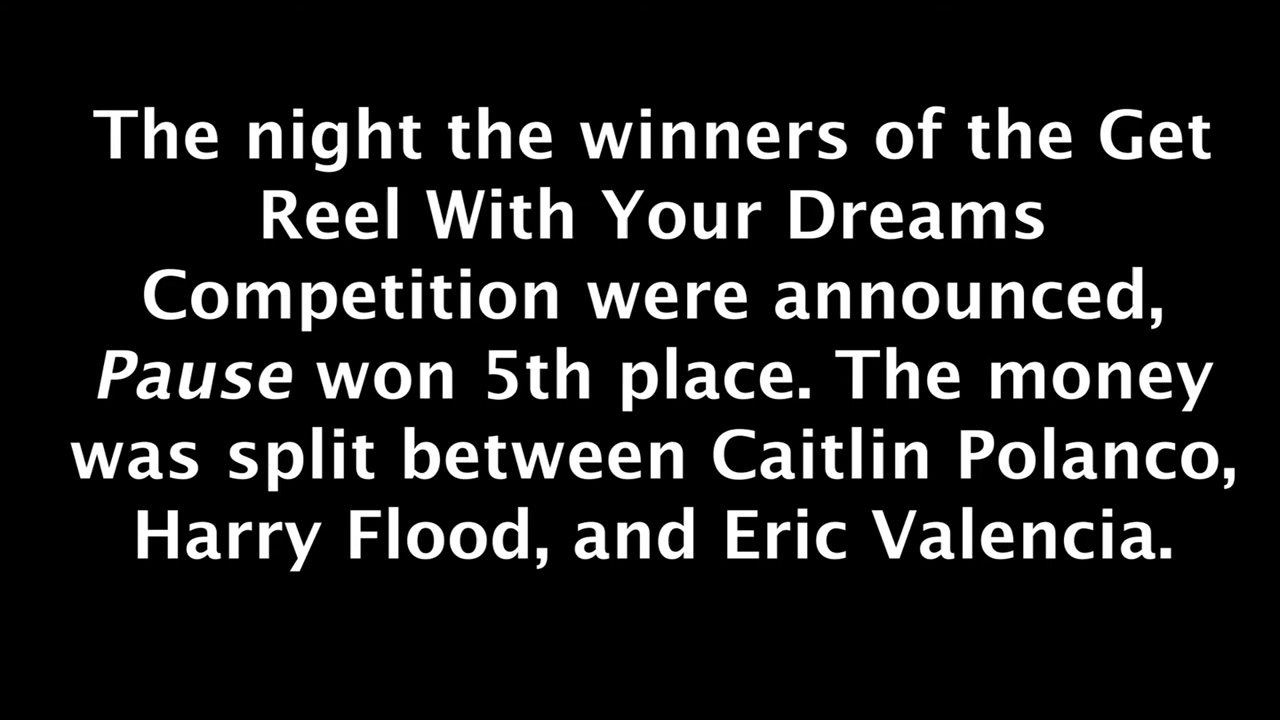 The night the winners of the Get
Reel With Your Dreams
Competition were announced,
Pause won 5th place. The money
was split between Caitlin Polanco,
Harry Flood, and Eric Valencia.